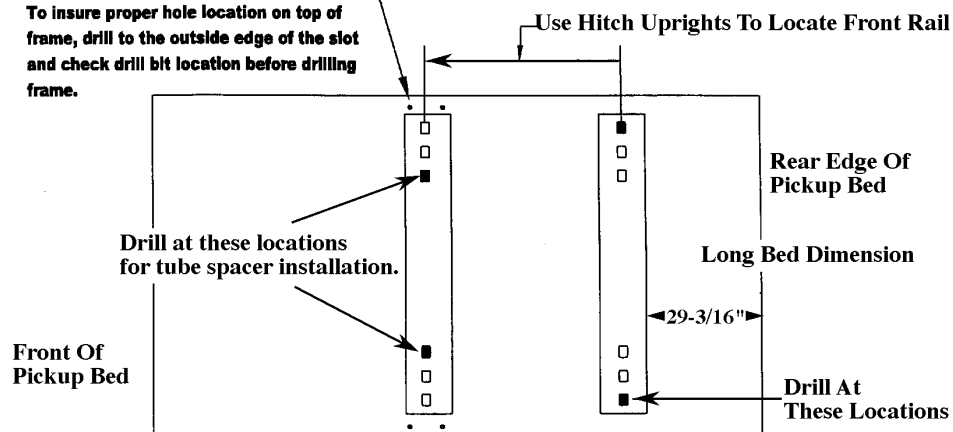 To insure proper hole location on top of
frame, drill to the outside edge of the slot
and check drill bit location before drilling
frame.
Use Hitch Uprights To Locate Front Rail
Rear Edge Of
Pickup Bed
Drill at these locations
for tube spacer installation.
Long Bed Dimension
29-3/16"
Front Of
Pickup Bed
Drill At
These Locations